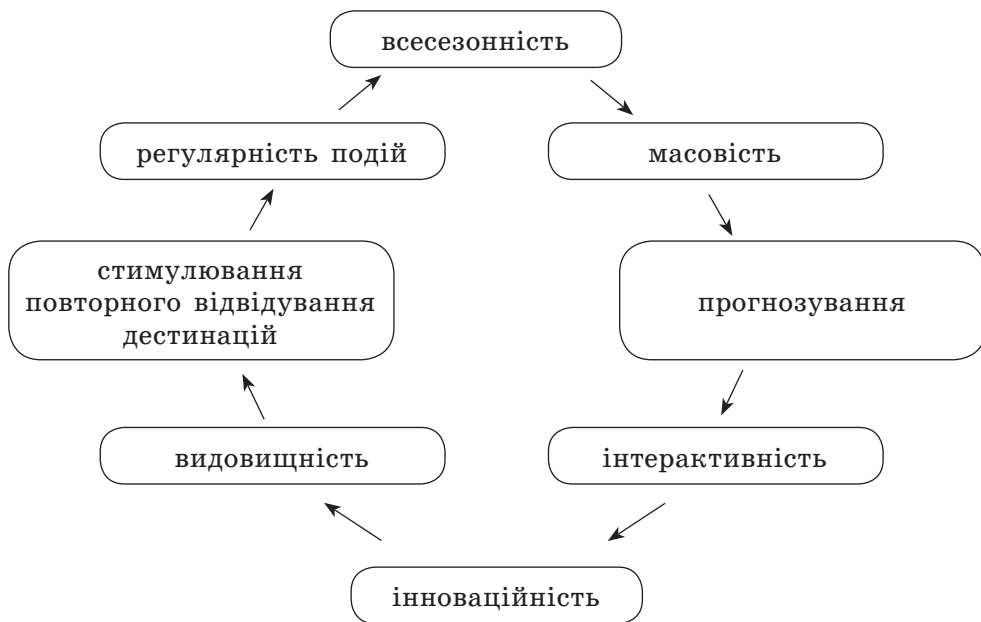 всесезонність
регулярність подій
масовість
стимулювання
повторного відвідування
дестинацій
прогнозування
видовищність
інтерактивність
інноваційність